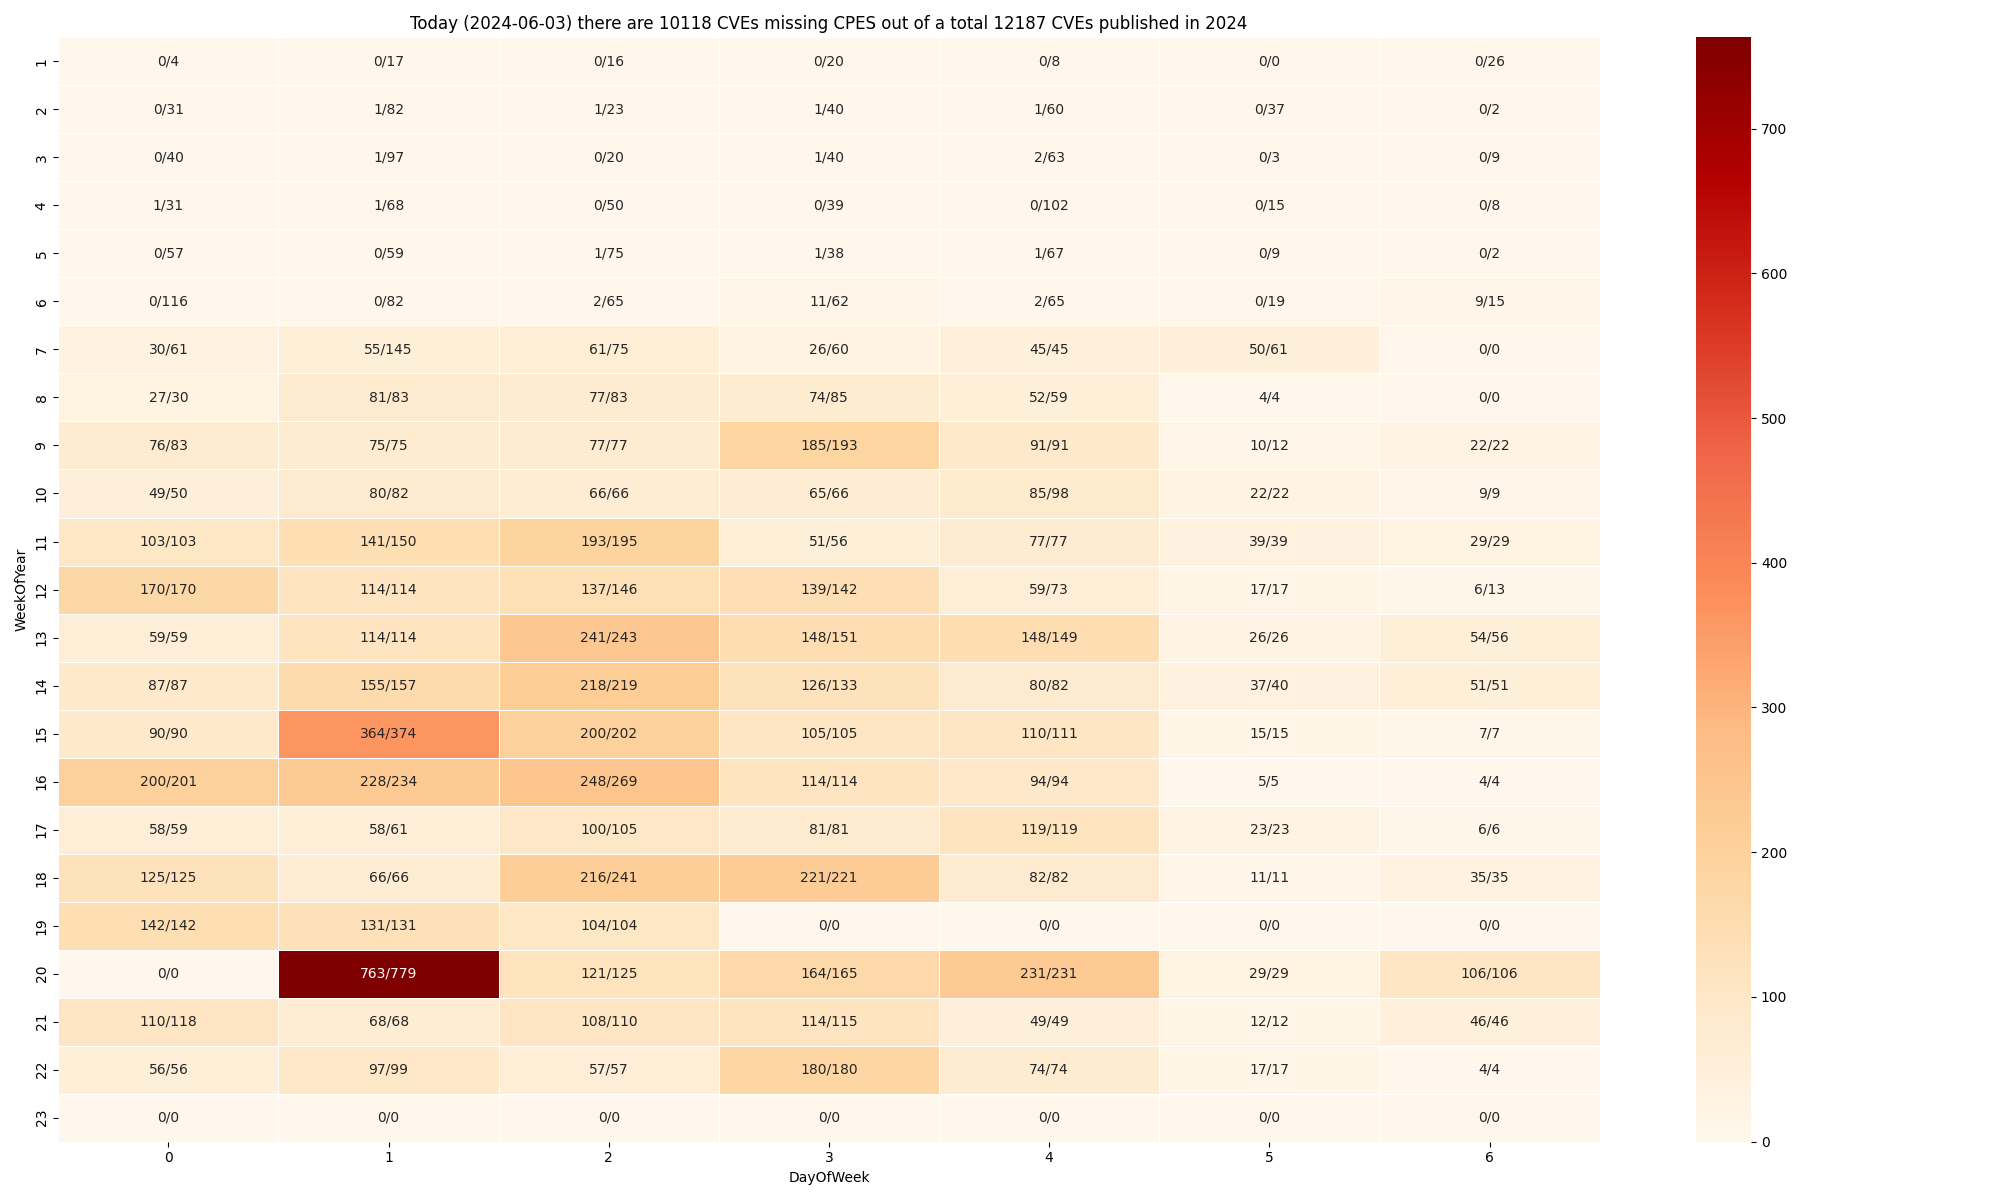 Today (2024-06-03) there are 10118 CVEs missing CPES out of a total 12187 CVEs published in 2024
1 0/4 0/17 0/16 0/20 0/8 0/0 0/26
2 0/31 1/82 1/23 1/40 1/60 0/37 0/2
3 0/40 1/97 0/20 1/40 2/63 0/3 0/9
4 1/31 1/68 0/50 0/39 0/102 0/15 0/8
5 0/57 0/59 1/75 1/38 1/67 0/9 0/2
6 0/116 0/82 2/65 11/62 2/65 0/19 9/15
7 30/61 55/145 61/75 26/60 45/45 50/61 0/0
8 27/30 81/83 77/83 74/85 52/59 4/4 0/0
9 76/83 75/75 77/77 185/193 91/91 10/12 22/22
10 49/50 80/82 66/66 65/66 85/98 22/22 9/9
11 103/103 141/150 193/195 51/56 77/77 39/39 29/29
12 170/170 114/114 137/146 139/142 59/73 17/17 6/13
13 59/59 114/114 241/243 148/151 148/149 26/26 54/56
14 87/87 155/157 218/219 126/133 80/82 37/40 51/51
15 90/90 364/374 200/202 105/105 110/111 15/15 7/7
16 200/201 228/234 248/269 114/114 94/94 5/5 4/4
17 58/59 58/61 100/105 81/81 119/119 23/23 6/6
18 125/125 66/66 216/241 221/221 82/82 11/11 35/35
19 142/142 131/131 104/104 0/0 0/0 0/0 0/0
20 0/0 763/779 121/125 164/165 231/231 29/29 106/106
21 110/118 68/68 108/110 114/115 49/49 12/12 46/46
22 56/56 97/99 57/57 180/180 74/74 17/17 4/4
23 0/0 0/0 0/0 0/0 0/0 0/0 0/0
0 1 2 3 4 5 6
DayOfWeek
WeekOfYear
700
600
500
400
300
200
100
0